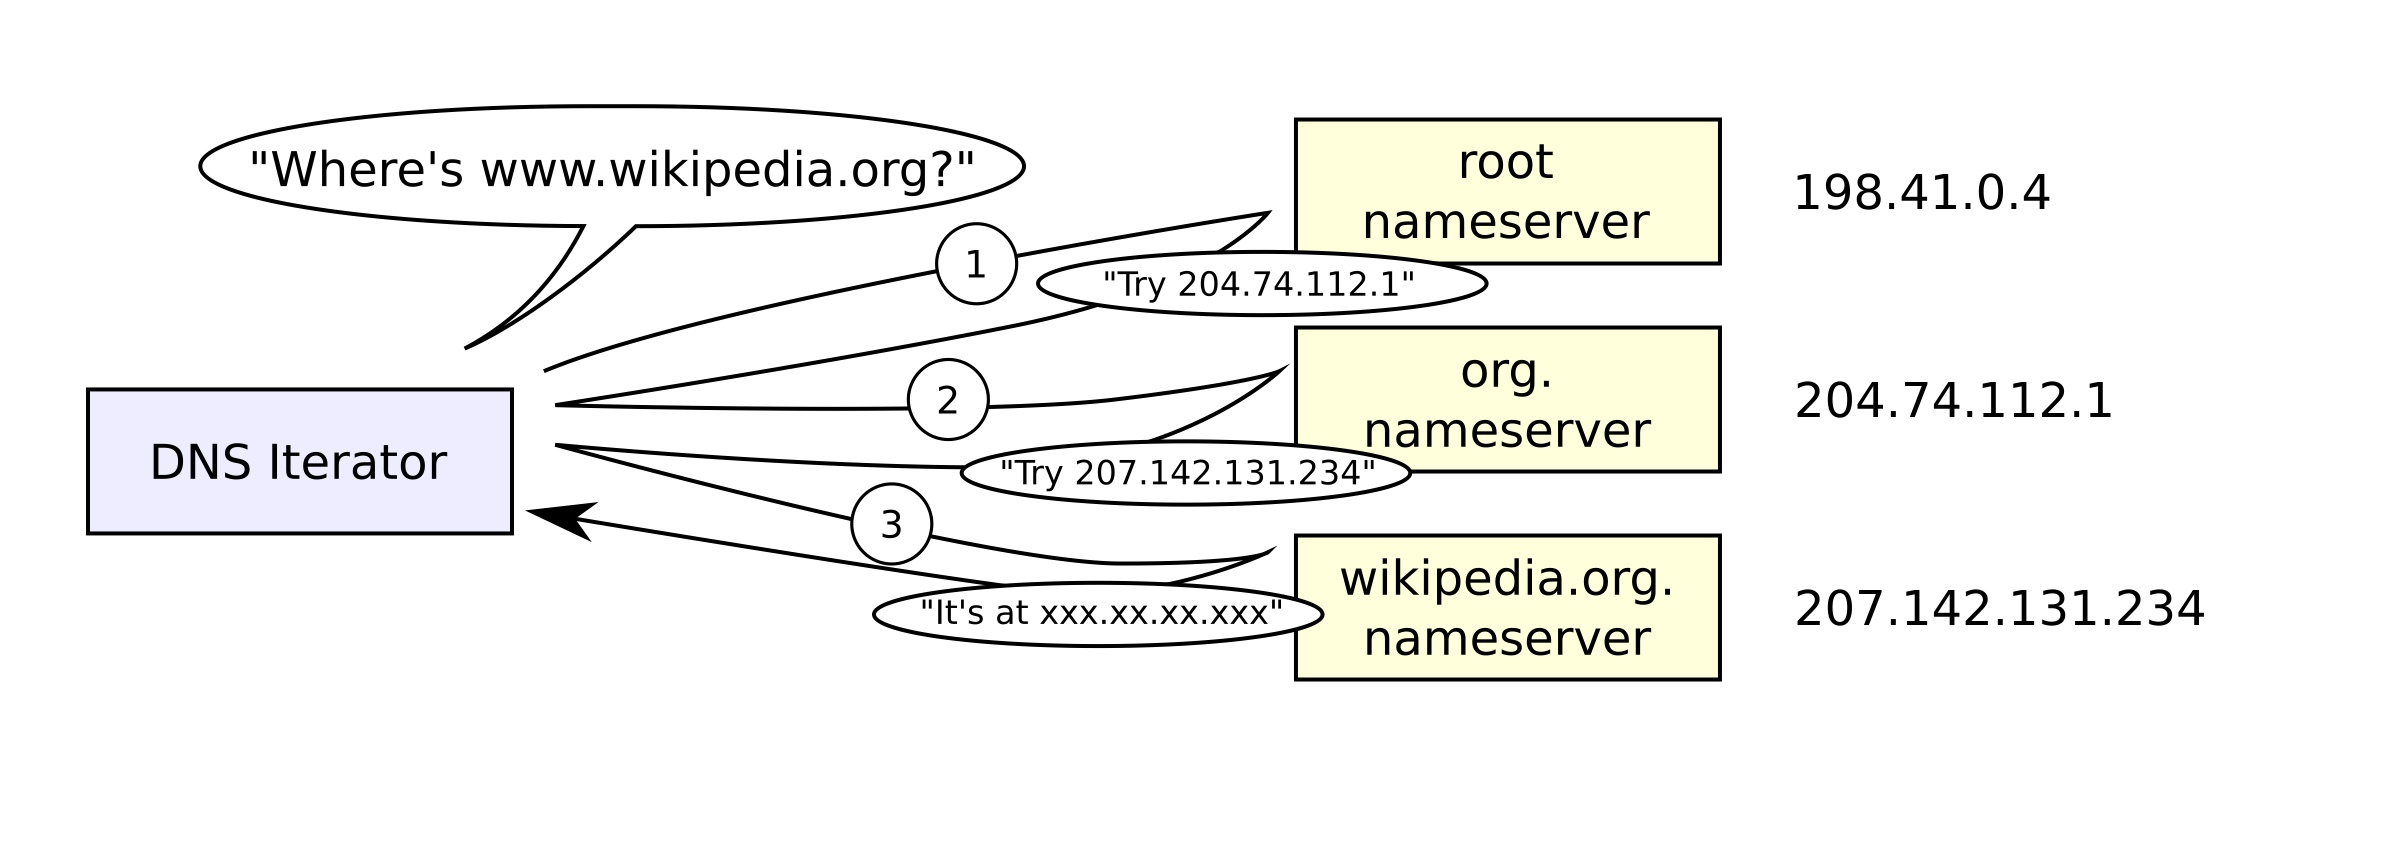 "Where's www.wikipedia.org?"
root
nameserver
198.41.0.4
1
"Try 204.74.112.1"
org.
nameserver
204.74.112.1
2
"Try 207.142.131.234"
DNS Iterator
3
wikipedia.org.
nameserver
207.142.131.234
"It's at xxx.xx.xx.xxx"